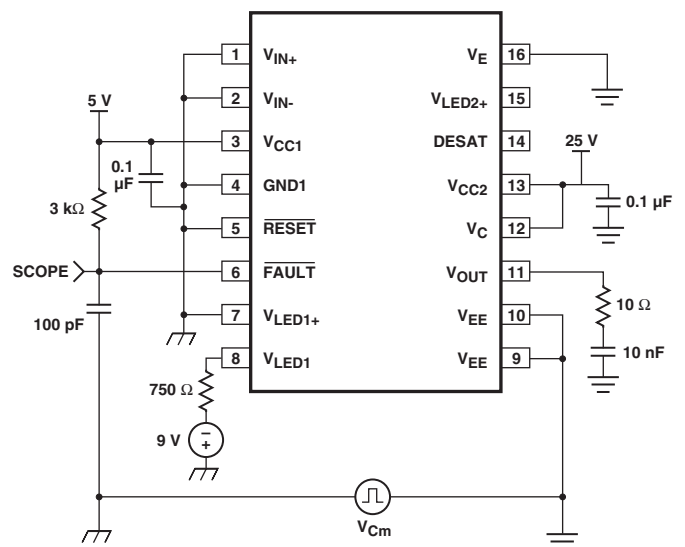 1 V_IN+
2 V_IN-
3 V_CC1
4 GND1
5 RESET
6 FAULT
7 V_LED1+
8 V_LED1
V_E 16
V_LED2+ 15
DESAT 14
V_CC2 13
V_C 12
V_OUT 11
V_EE 10
V_EE 9
5 V
0.1
µF
3 kΩ
SCOPE
100 pF
750 Ω
9 V
− +
25 V
0.1 µF
10 Ω
10 nF
V_Cm